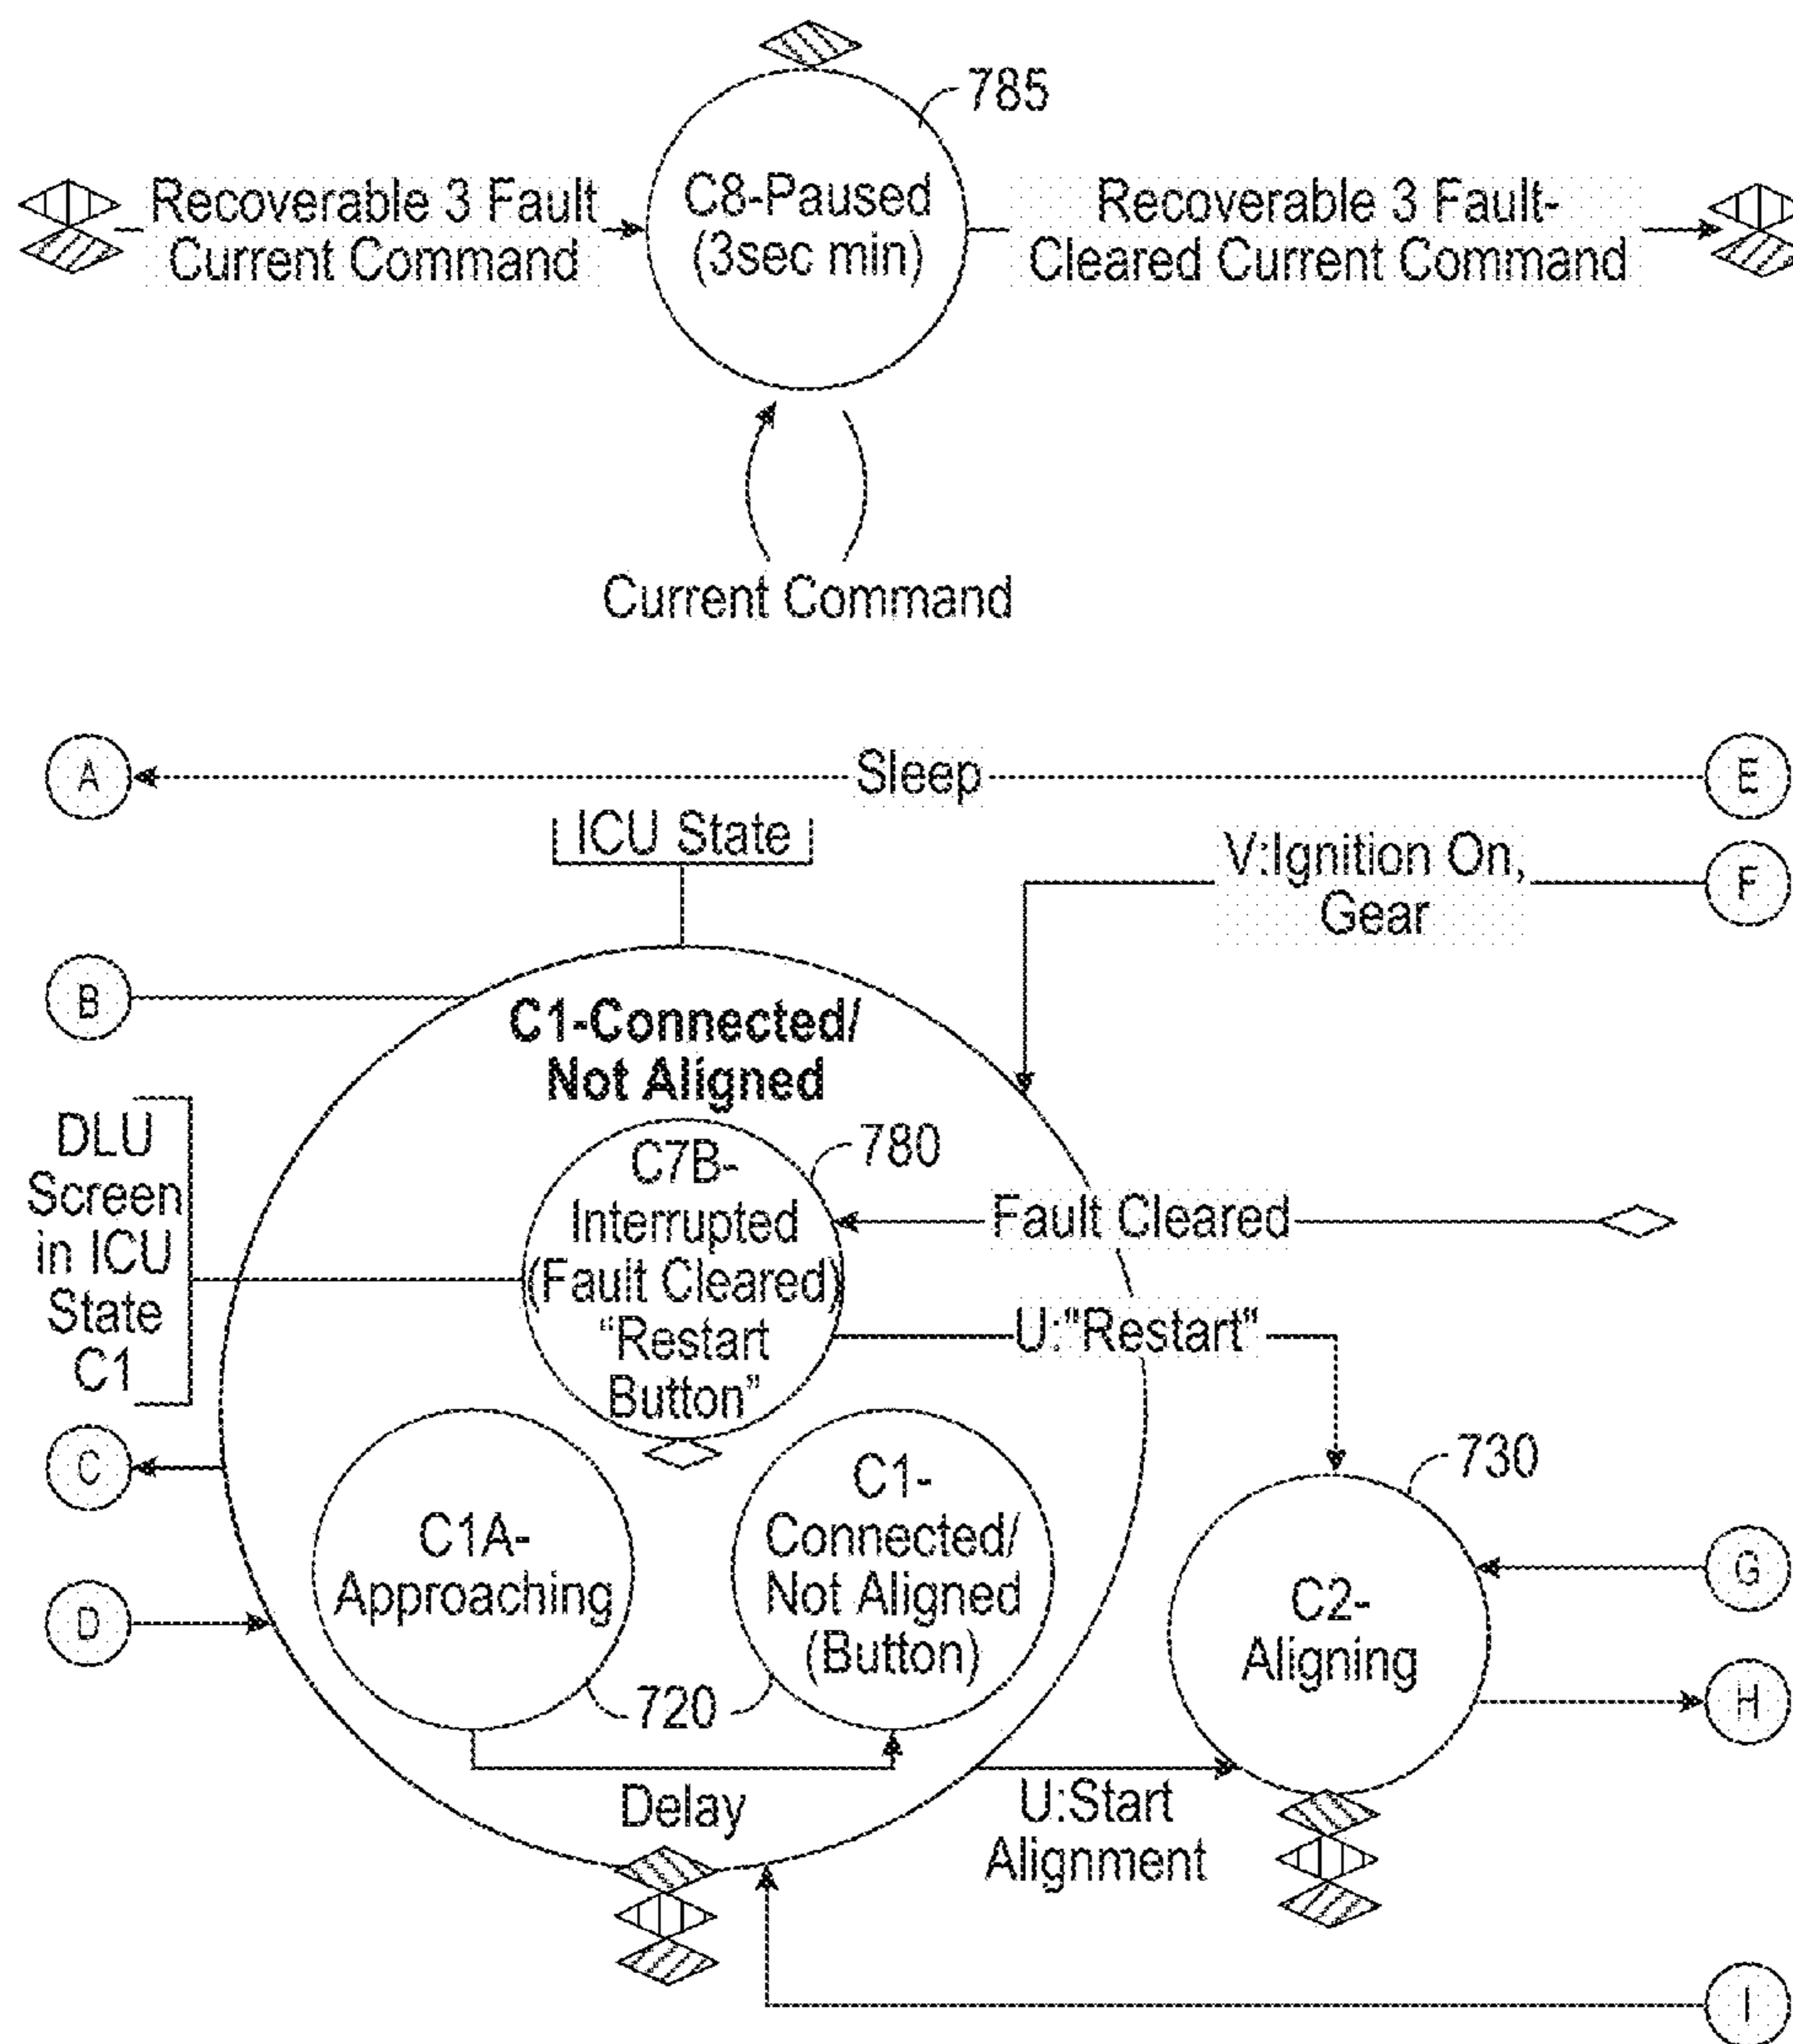 785
Recoverable 3 Fault
Current Command
C8-Paused
(3sec min)
Recoverable 3 Fault-
Cleared Current Command
Current Command
A
Sleep
E
ICU State
V:Ignition On,
Gear
F
B
C1-Connected/
Not Aligned
DLU
Screen
in ICU
State
C1
C7B-
Interrupted
(Fault Cleared)
“Restart
Button”
780
Fault Cleared
U:"Restart"
C
730
C1A-
Approaching
C1-
Connected/
Not Aligned
(Button)
C2-
Aligning
G
D
720
H
Delay
U:Start
Alignment
I